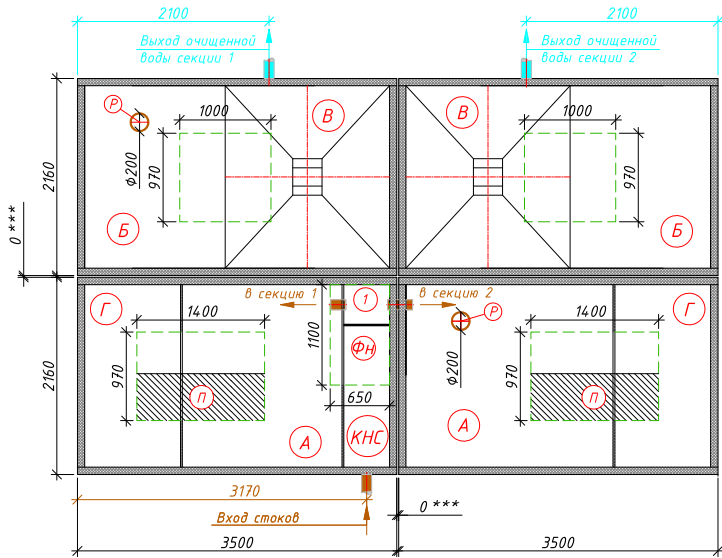 2100
2100
Выход очищенной
воды секции 1
Выход очищенной
воды секции 2
Р
1000
В
В
1000
Ф200
970
970
2160
Б
Б
0 ***
в секцию 1
1
в секцию 2
Г
1400
1100
Фн
Р
1400
Г
Ф200
970
970
2160
П
650
П
А
КНС
А
3170
0 ***
Вход стоков
3500
3500